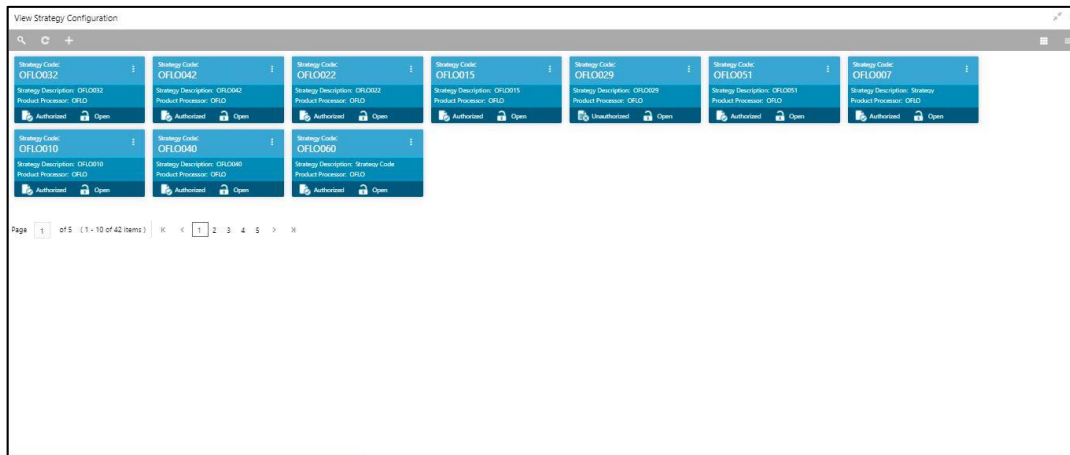 View Strategy Configuration
Strategy Code:
OFLO032
Strategy Description: OFLO032
Product Processor: OFLO
Authorized Open
Strategy Code:
OFLO042
Strategy Description: OFLO042
Product Processor: OFLO
Authorized Open
Strategy Code:
OFLO022
Strategy Description: OFLO022
Product Processor: OFLO
Authorized Open
Strategy Code:
OFLO015
Strategy Description: OFLO015
Product Processor: OFLO
Authorized Open
Strategy Code:
OFLO029
Strategy Description: OFLO029
Product Processor: OFLO
Unauthorized Open
Strategy Code:
OFLO051
Strategy Description: OFLO051
Product Processor: OFLO
Authorized Open
Strategy Code:
OFLO007
Strategy Description: Strategy
Product Processor: OFLO
Authorized Open
Strategy Code:
OFLO010
Strategy Description: OFLO010
Product Processor: OFLO
Authorized Open
Strategy Code:
OFLO040
Strategy Description: OFLO040
Product Processor: OFLO
Authorized Open
Strategy Code:
OFLO060
Strategy Description: Strategy Code
Product Processor: OFLO
Authorized Open
Page 1 of 5 (1 - 10 of 42 items) 1 2 3 4 5